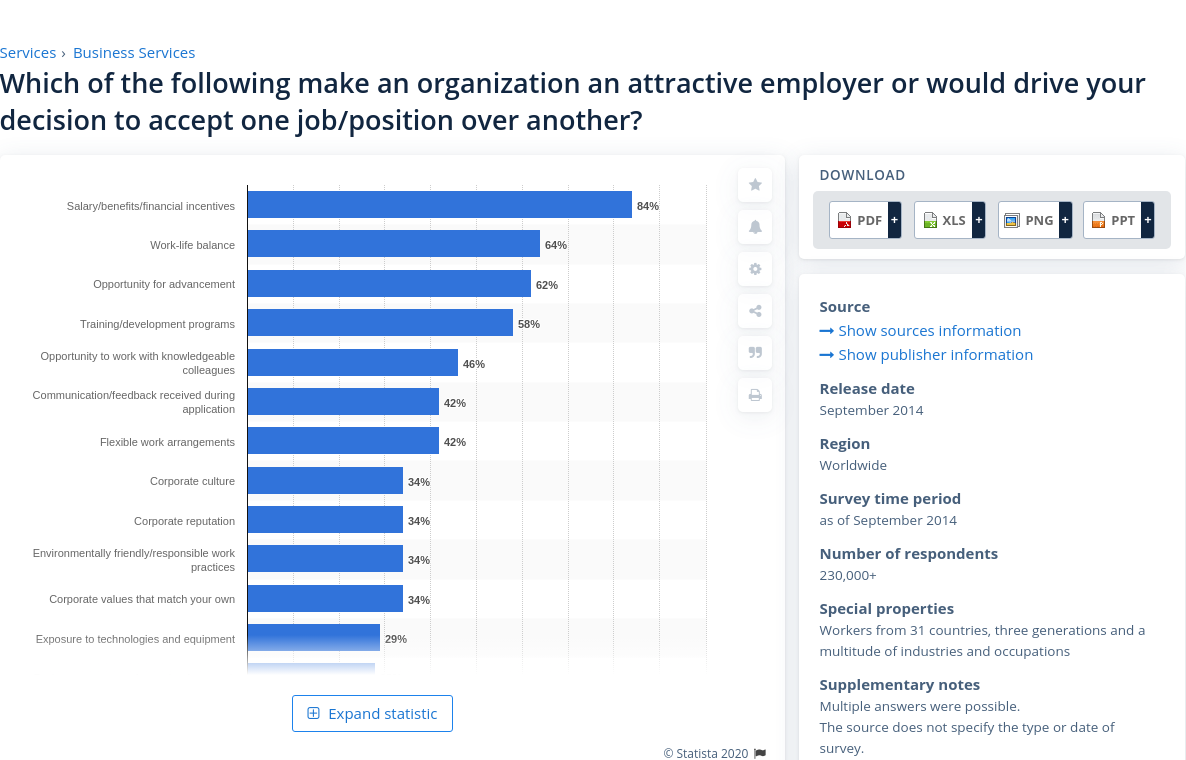 Services › Business Services
Which of the following make an organization an attractive employer or would drive your
decision to accept one job/position over another?
Salary/benefits/financial incentives 84%
Work-life balance 64%
Opportunity for advancement 62%
Training/development programs 58%
Opportunity to work with knowledgeable
colleagues 46%
Communication/feedback received during
application 42%
Flexible work arrangements 42%
Corporate culture 34%
Corporate reputation 34%
Environmentally friendly/responsible work
practices 34%
Corporate values that match your own 34%
Exposure to technologies and equipment 29%
Expand statistic
© Statista 2020
DOWNLOAD
PDF + XLS + PNG + PPT +
Source
Show sources information
Show publisher information
Release date
September 2014
Region
Worldwide
Survey time period
as of September 2014
Number of respondents
230,000+
Special properties
Workers from 31 countries, three generations and a
multitude of industries and occupations
Supplementary notes
Multiple answers were possible.
The source does not specify the type or date of
survey.